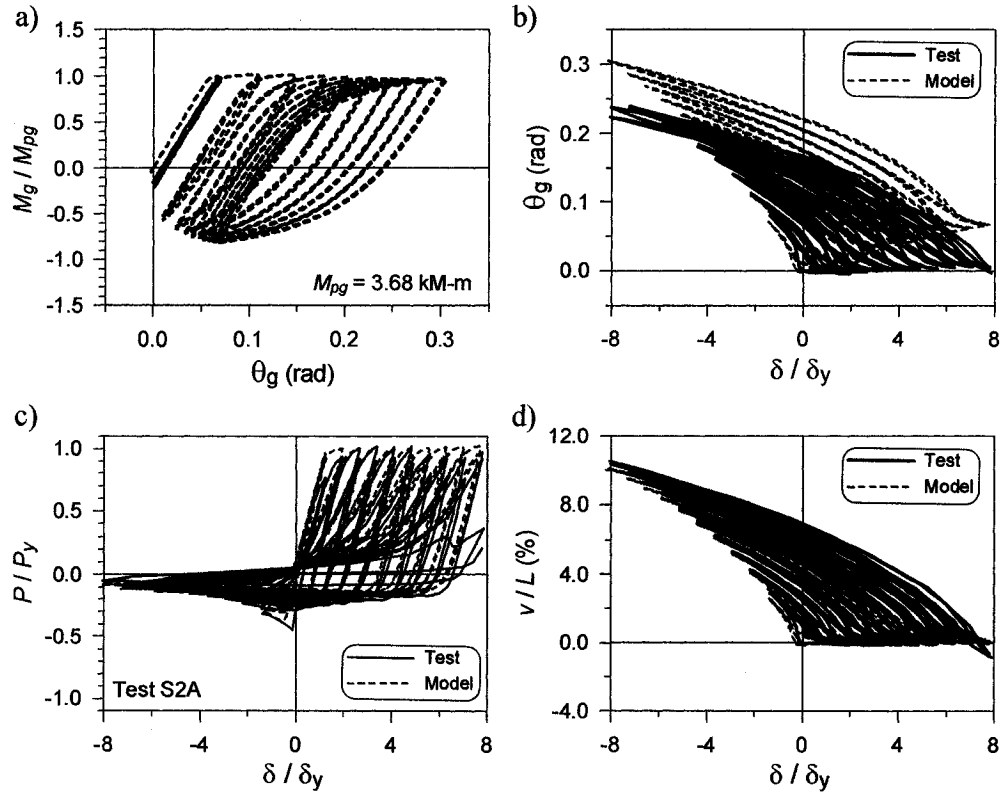 a)
1.5
1.0
0.5
0.0
-0.5
-1.0
-1.5
Mg / Mpg
Mpg = 3.68 kM-m
0.0 0.1 0.2 0.3
θg (rad)
b)
0.3
0.2
0.1
0.0
θg (rad)
Test
Model
-8 -4 0 4 8
δ / δy
c)
1.0
0.5
0.0
-0.5
-1.0
P / Py
Test
Model
Test S2A
-8 -4 0 4 8
δ / δy
d)
12.0
8.0
4.0
0.0
-4.0
v / L (%)
Test
Model
-8 -4 0 4 8
δ / δy